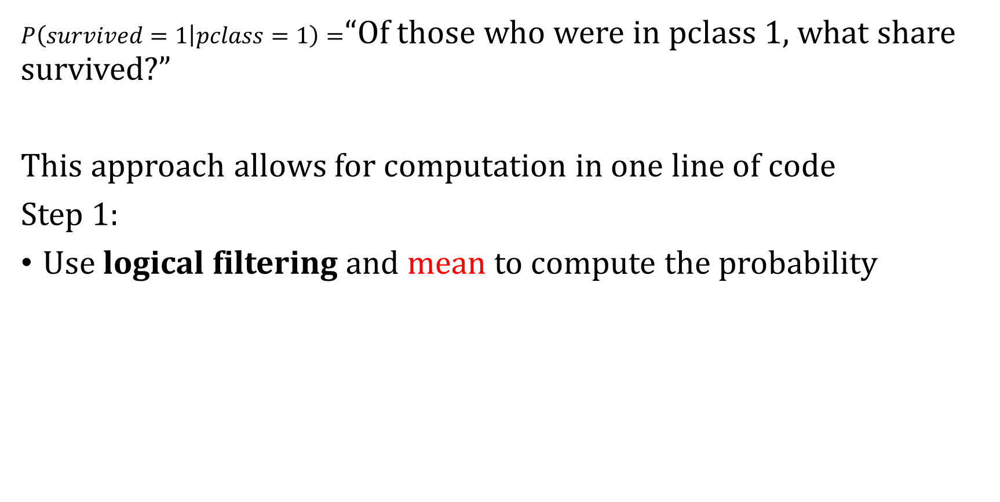 P(survived = 1|pclass = 1) =“Of those who were in pclass 1, what share
survived?”
This approach allows for computation in one line of code
Step 1:
• Use logical filtering and mean to compute the probability